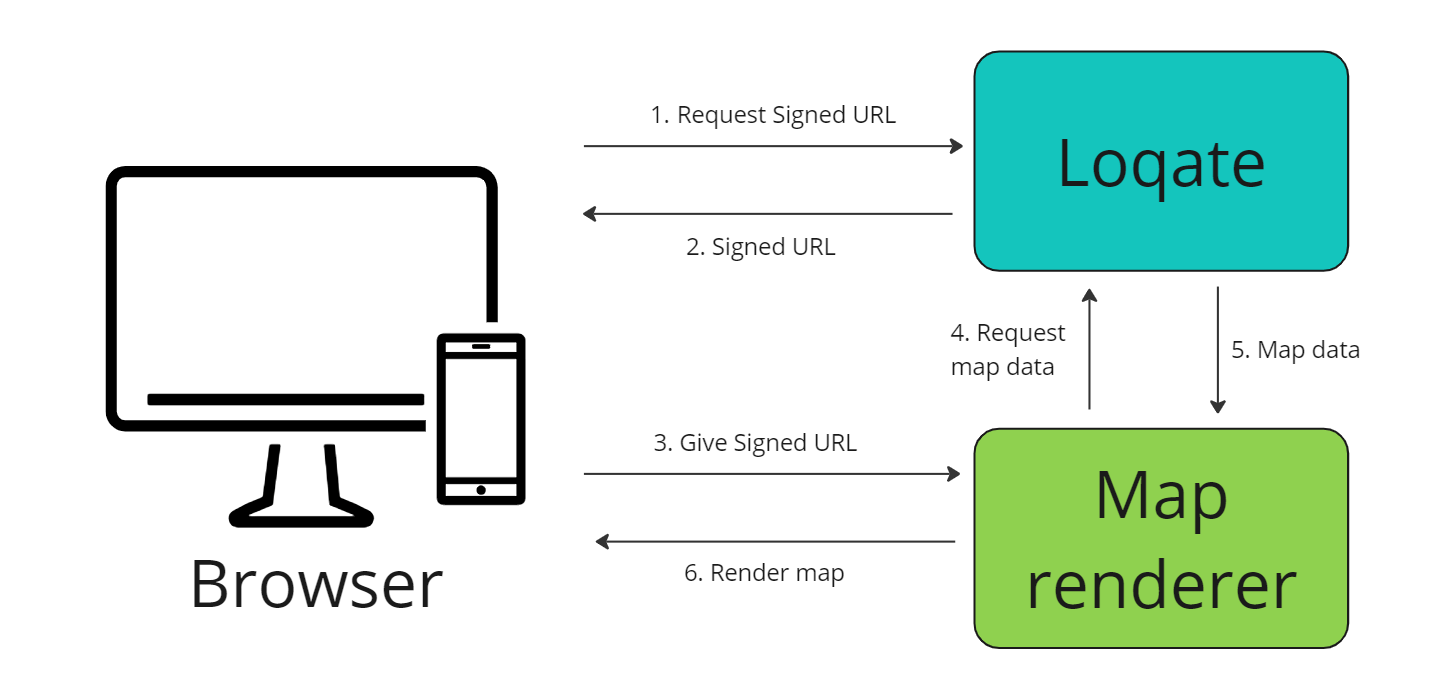 1. Request Signed URL
Loqate
2. Signed URL
4. Request
map data
5. Map data
3. Give Signed URL
Map
renderer
6. Render map
Browser